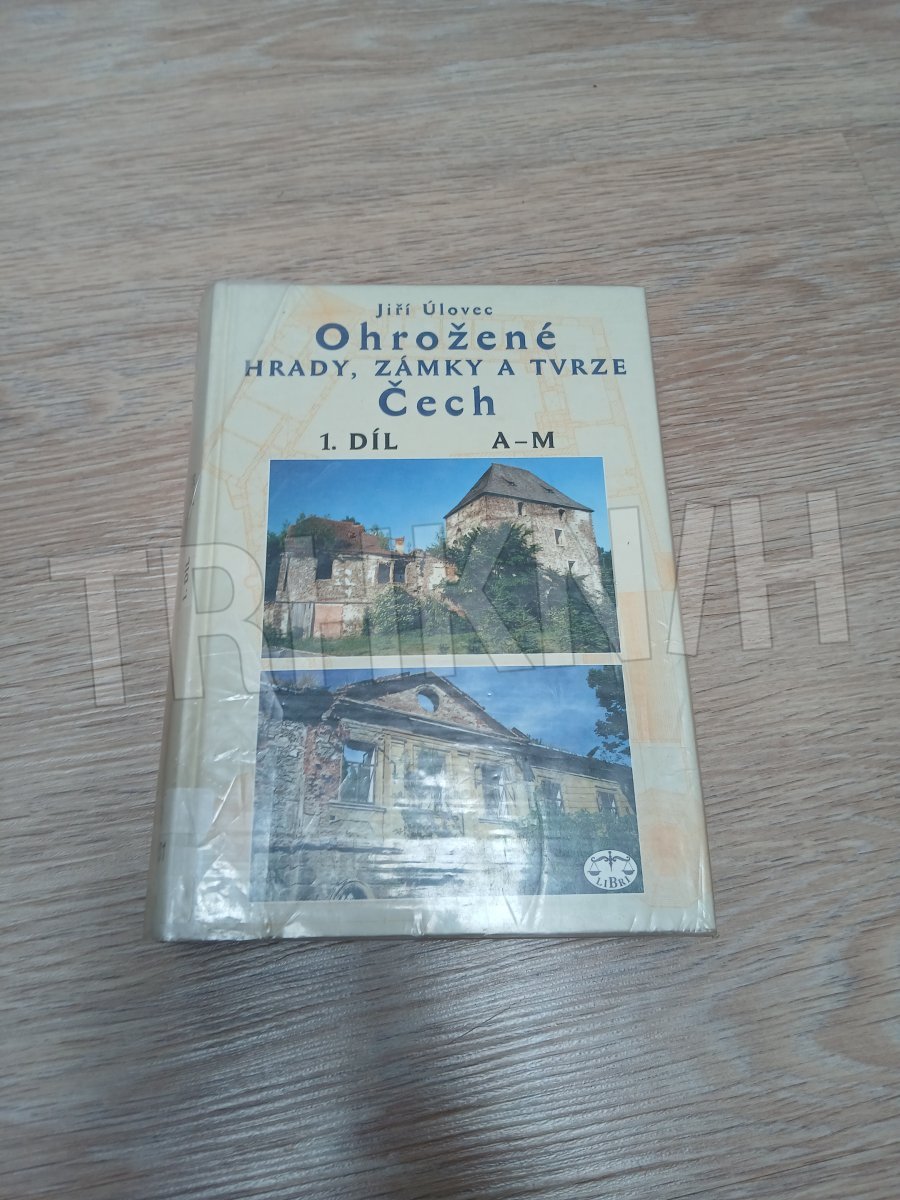 Jiří Úlovec
Ohrožené
HRADY, ZÁMKY A TVRZE
Čech
1. DÍL A–M
LIBRI